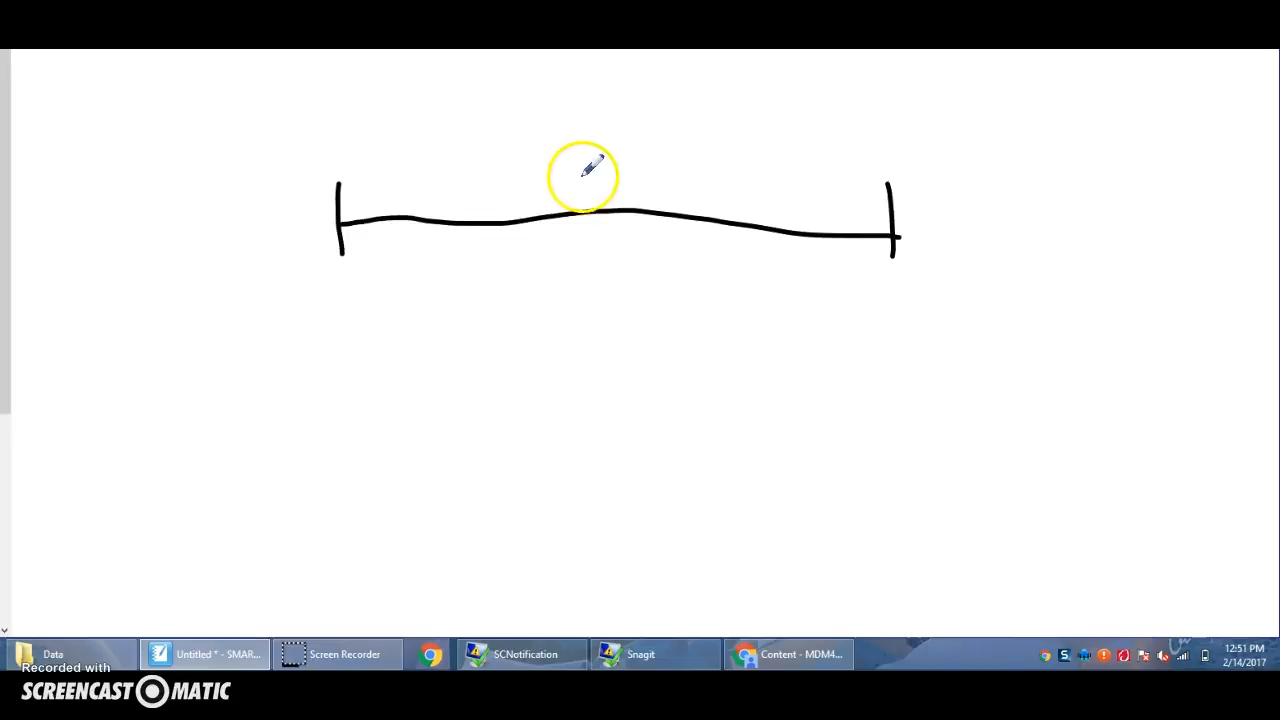 Data
Untitled * - SMAR...
Screen Recorder
SCNotification
Snagit
Content - MDM4...
12:51 PM
2/14/2017
Recorded with
SCREENCAST MATIC